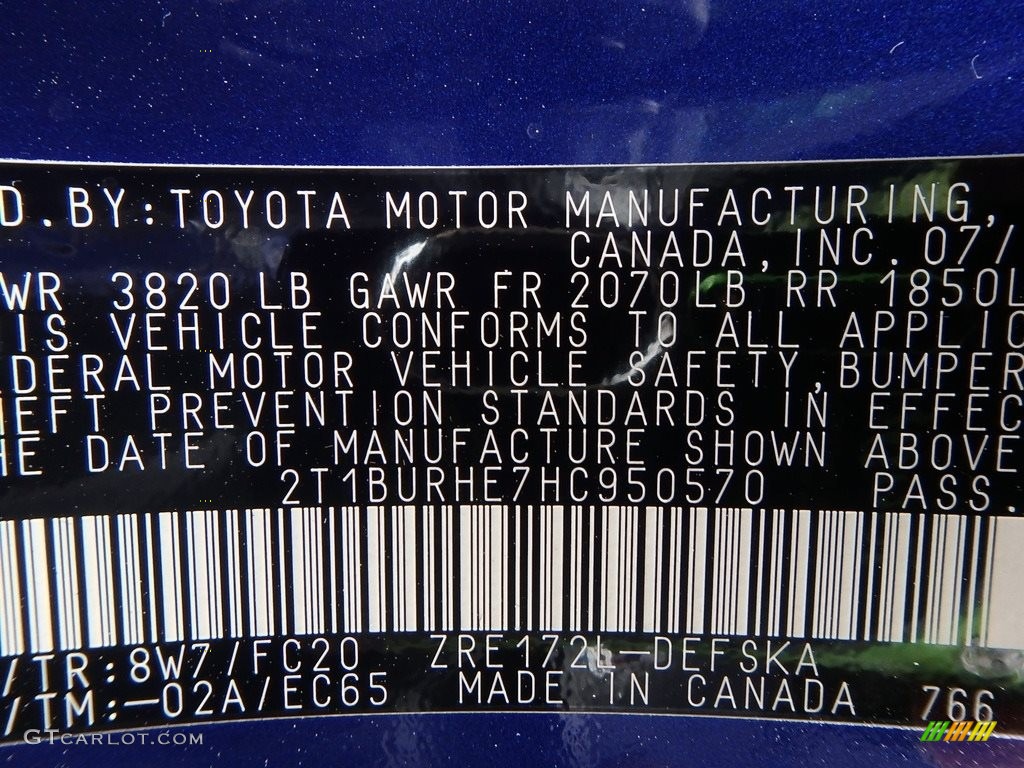 D.BY:TOYOTA MOTOR MANUFACTURING,
CANADA,INC. 07/
WR 3820 LB GAWR FR 2070LB RR 1850L
IS VEHICLE CONFORMS TO ALL APPLIC
DERAL MOTOR VEHICLE SAFETY,BUMPER
HEFT PREVENTION STANDARDS IN EFFEC
HE DATE OF MANUFACTURE SHOWN ABOVE
2T1BURHE7HC950570 PASS.
/TR:8W7/FC20 ZRE172L-DEFSKA
/TM:-02A/EC65 MADE IN CANADA 766
GTCARLOT.COM